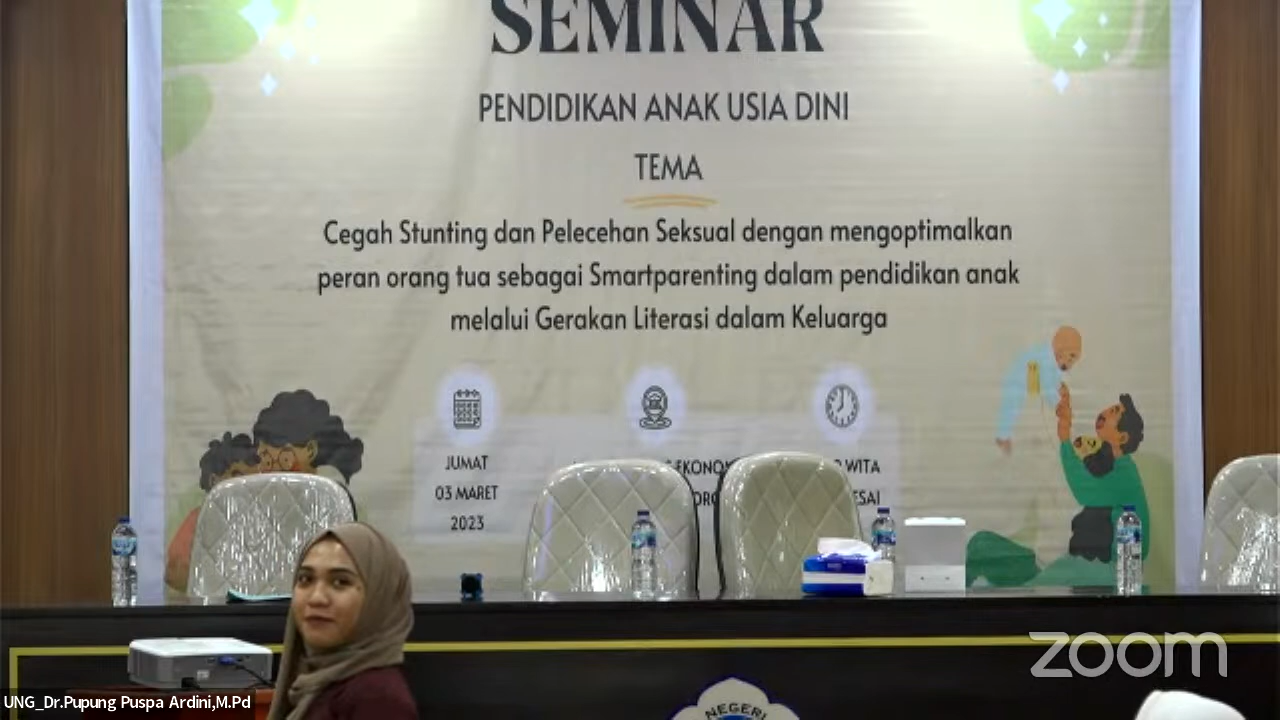 SEMINAR
PENDIDIKAN ANAK USIA DINI
TEMA
Cegah Stunting dan Pelecehan Seksual dengan mengoptimalkan
peran orang tua sebagai Smartparenting dalam pendidikan anak
melalui Gerakan Literasi dalam Keluarga
JUMAT
03 MARET
2023
WITA
zoom
UNG_Dr.Pupung Puspa Ardini,M.Pd
NEGERI